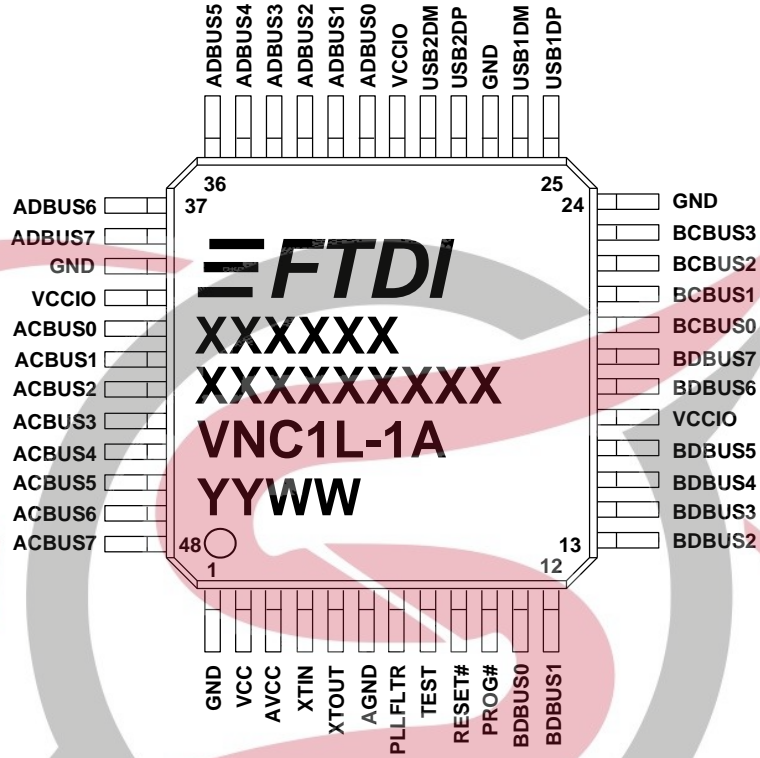 ADBUS5
ADBUS4
ADBUS3
ADBUS2
ADBUS1
ADBUS0
VCCIO
USB2DM
USB2DP
GND
USB1DM
USB1DP
36
25
37
24
ADBUS6
ADBUS7
GND
VCCIO
ACBUS0
ACBUS1
ACBUS2
ACBUS3
ACBUS4
ACBUS5
ACBUS6
ACBUS7
FTDI
XXXXXX
XXXXXXXXX
VNC1L-1A
YYWW
GND
BCBUS3
BCBUS2
BCBUS1
BCBUS0
BDBUS7
BDBUS6
VCCIO
BDBUS5
BDBUS4
BDBUS3
BDBUS2
48
13
1
12
GND
VCC
AVCC
XTIN
XTOUT
AGND
PLLFLTR
TEST
RESET#
PROG#
BDBUS0
BDBUS1